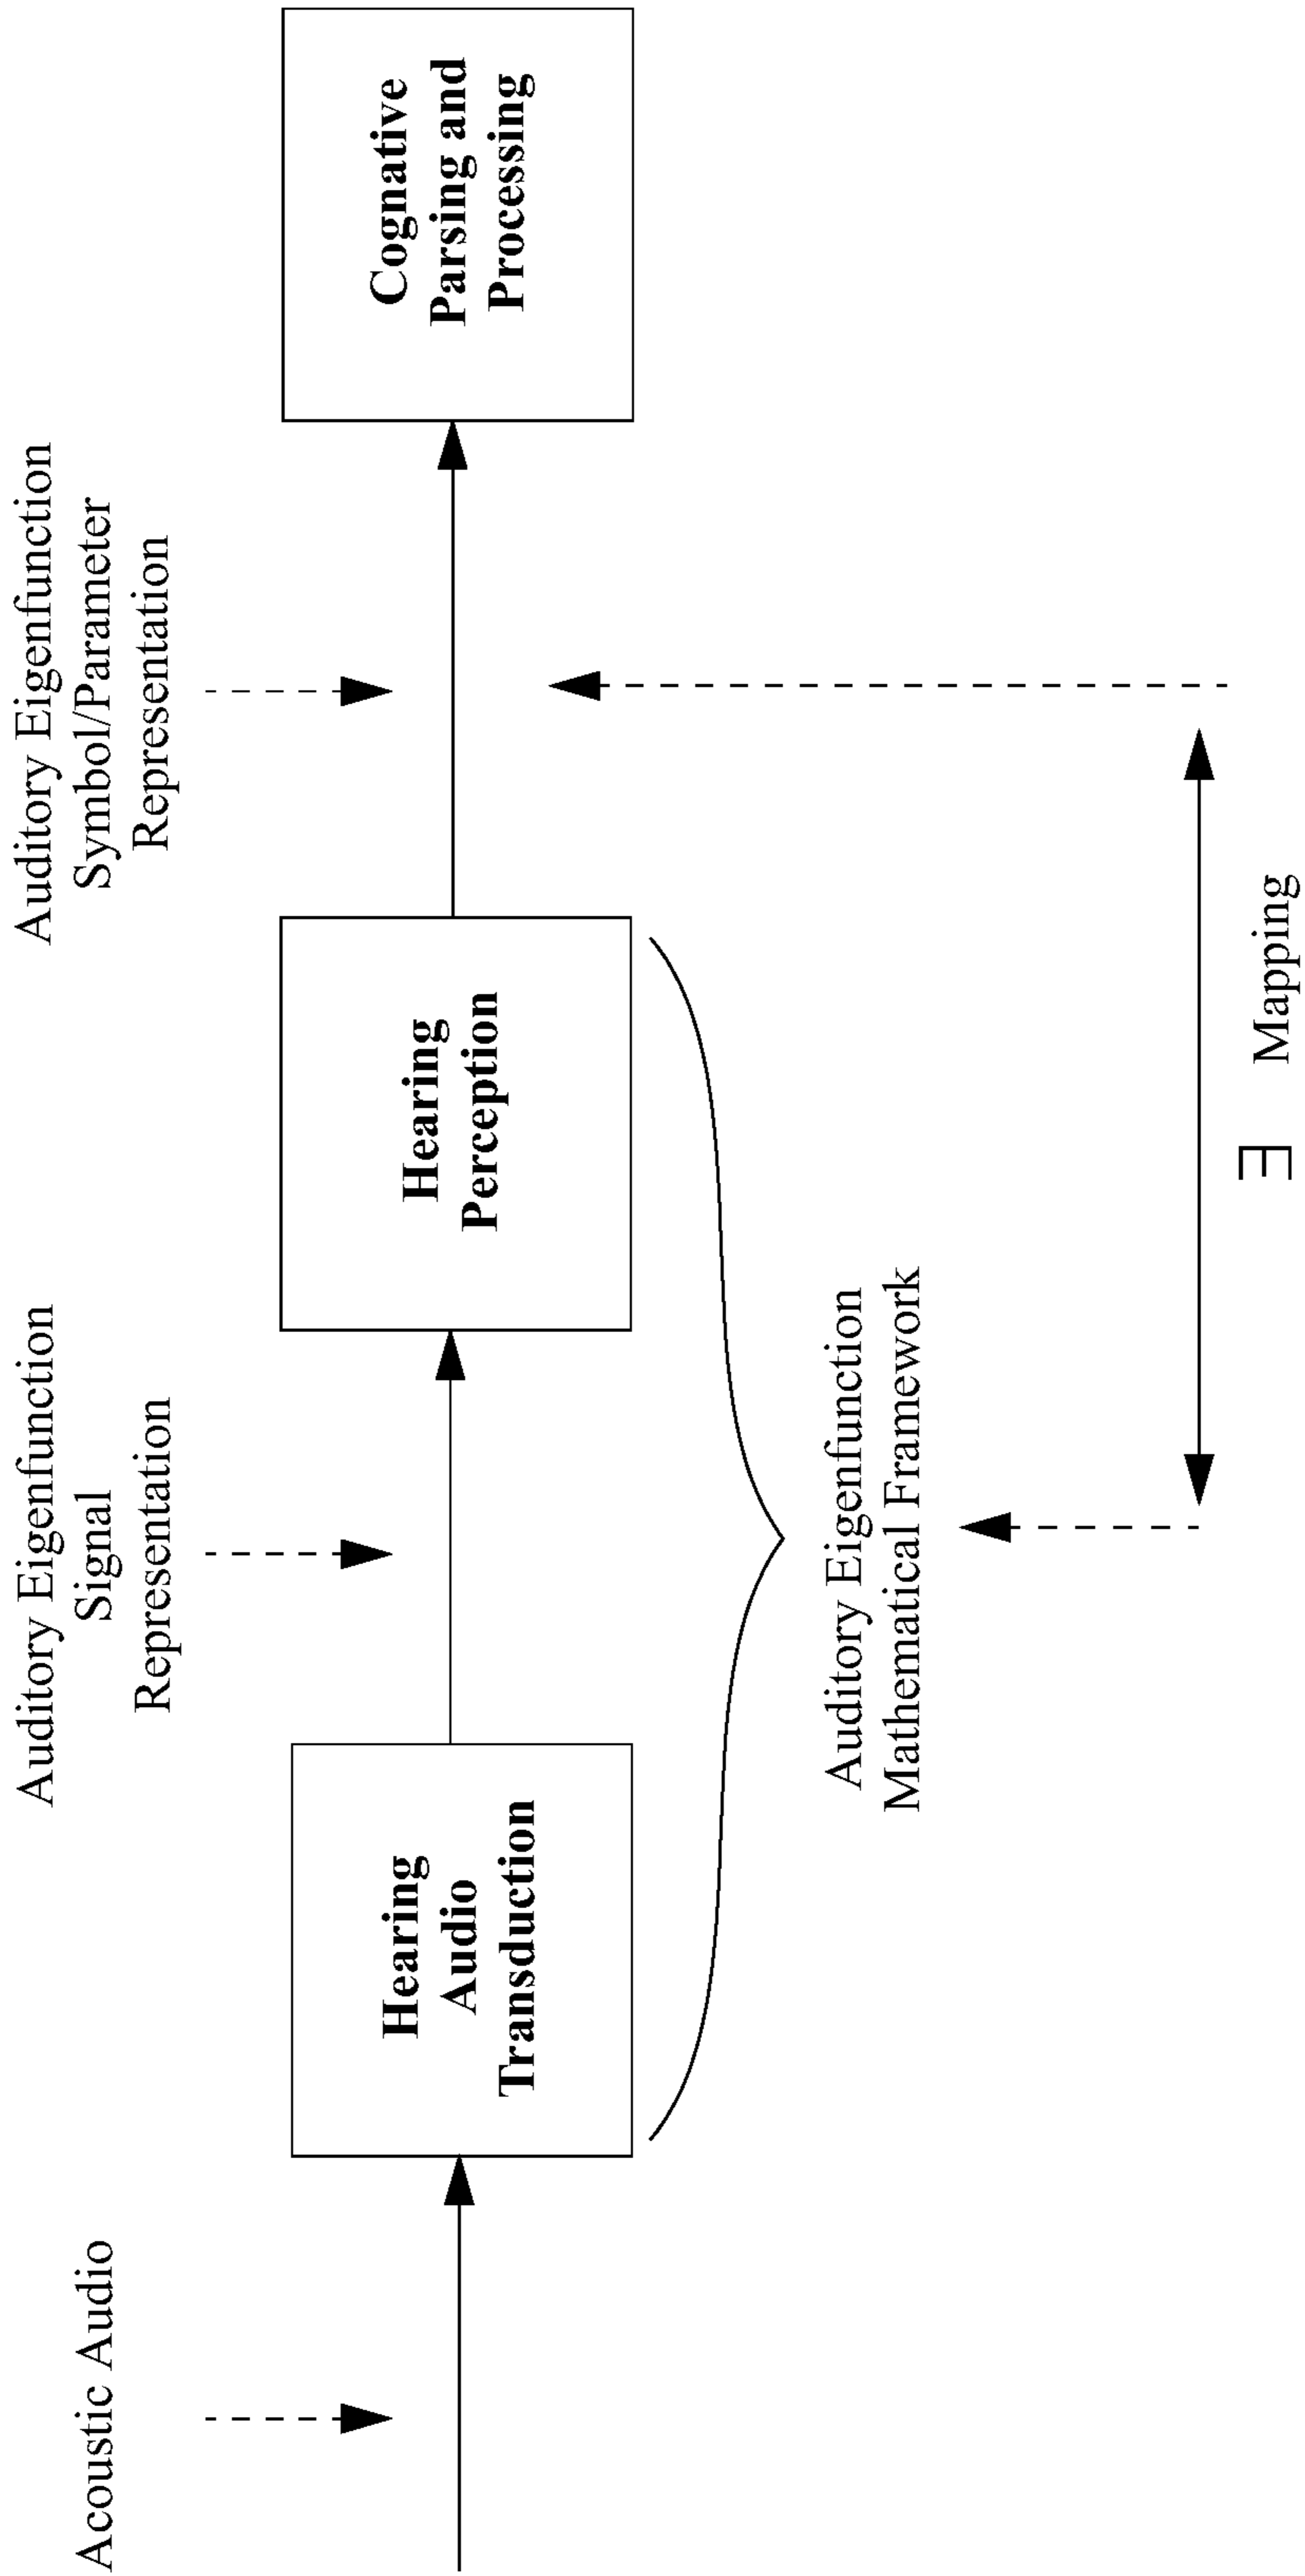 Acoustic Audio
Auditory Eigenfunction
Signal
Representation
Auditory Eigenfunction
Symbol/Parameter
Representation
Hearing
Audio
Transduction
Hearing
Perception
Cognative
Parsing and
Processing
Auditory Eigenfunction
Mathematical Framework
∃ Mapping